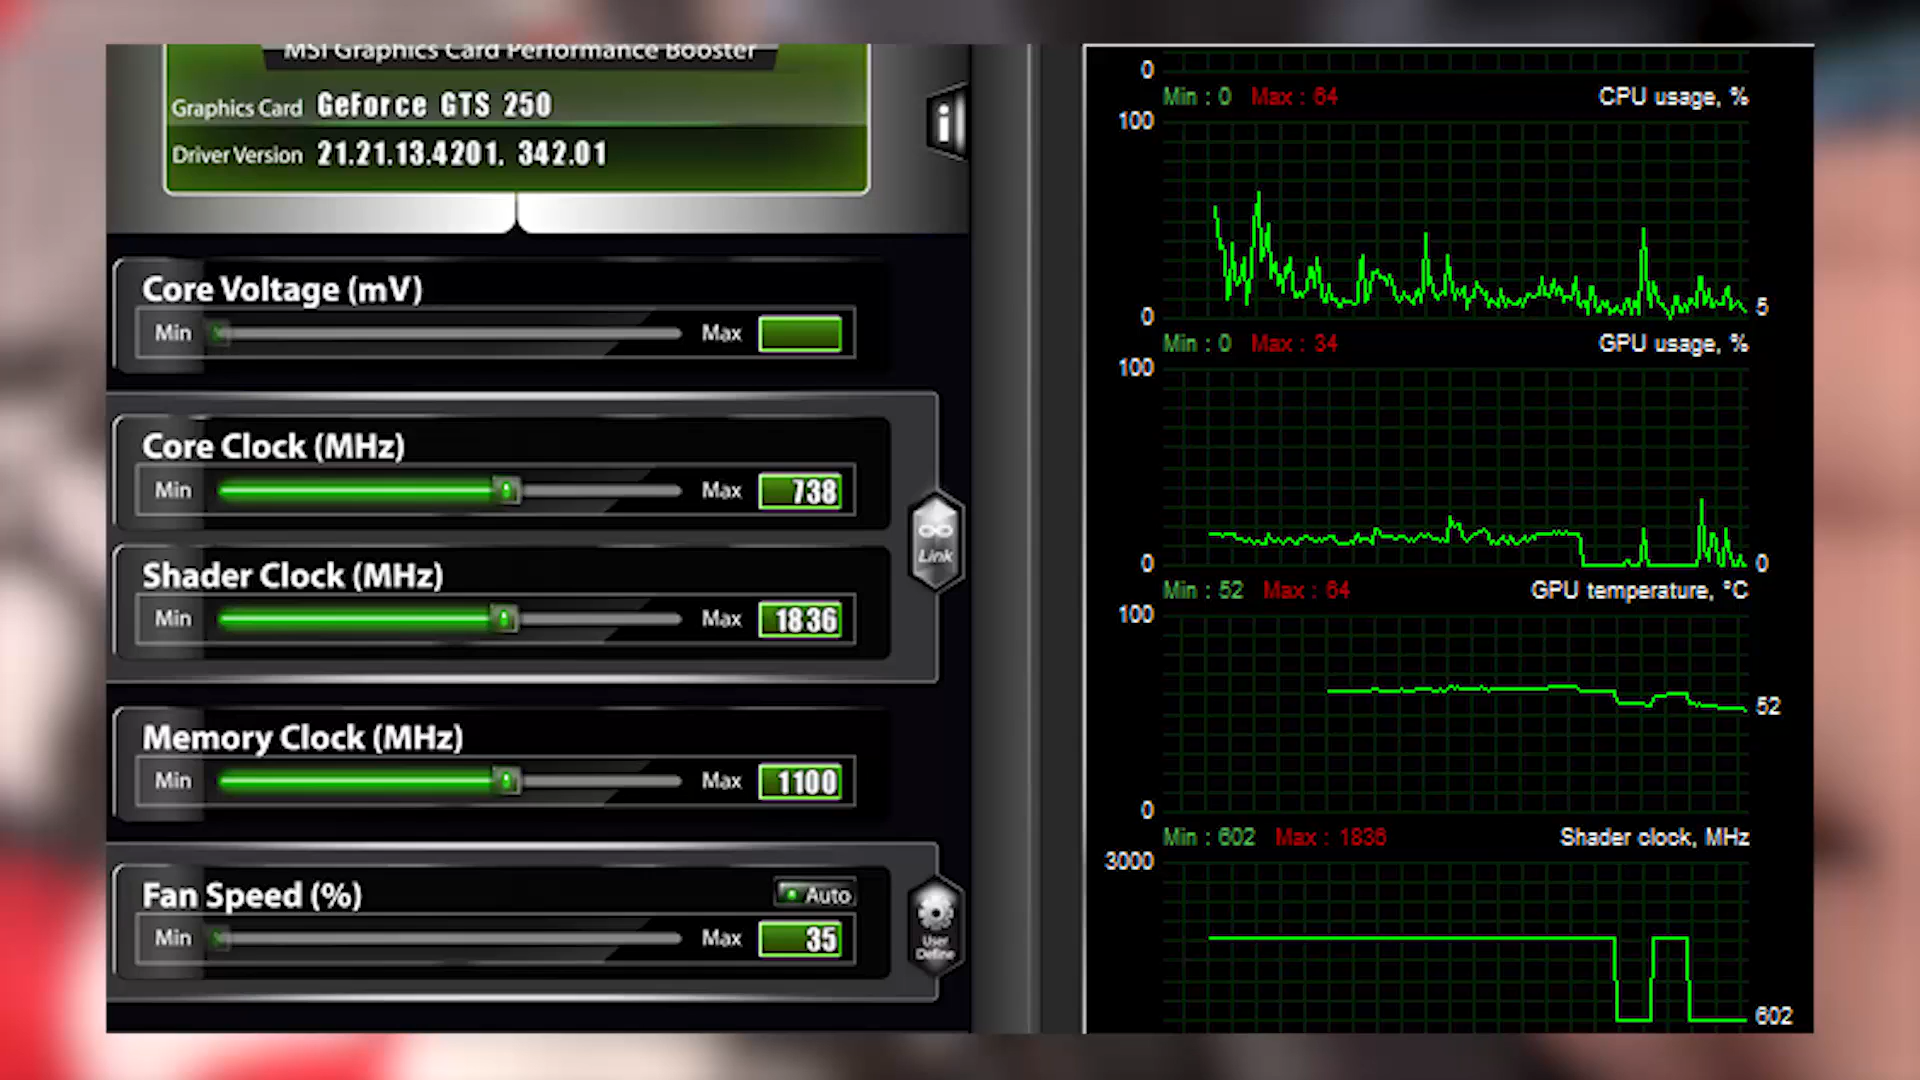 MSI Graphics Card Performance Booster
Graphics Card GeForce GTS 250
Driver Version 21.21.13.4201. 342.01
i
Core Voltage (mV)
Min Max
Core Clock (MHz)
Min Max 738
Shader Clock (MHz)
Min Max 1836
Link
Memory Clock (MHz)
Min Max 1100
Fan Speed (%) Auto
Min Max 35
User
Define
0
Min : 0 Max : 64 CPU usage, %
100
5
0
Min : 0 Max : 34 GPU usage, %
100
0 0
Min : 52 Max : 64 GPU temperature, °C
100
52
0
Min : 602 Max : 1836 Shader clock, MHz
3000
602